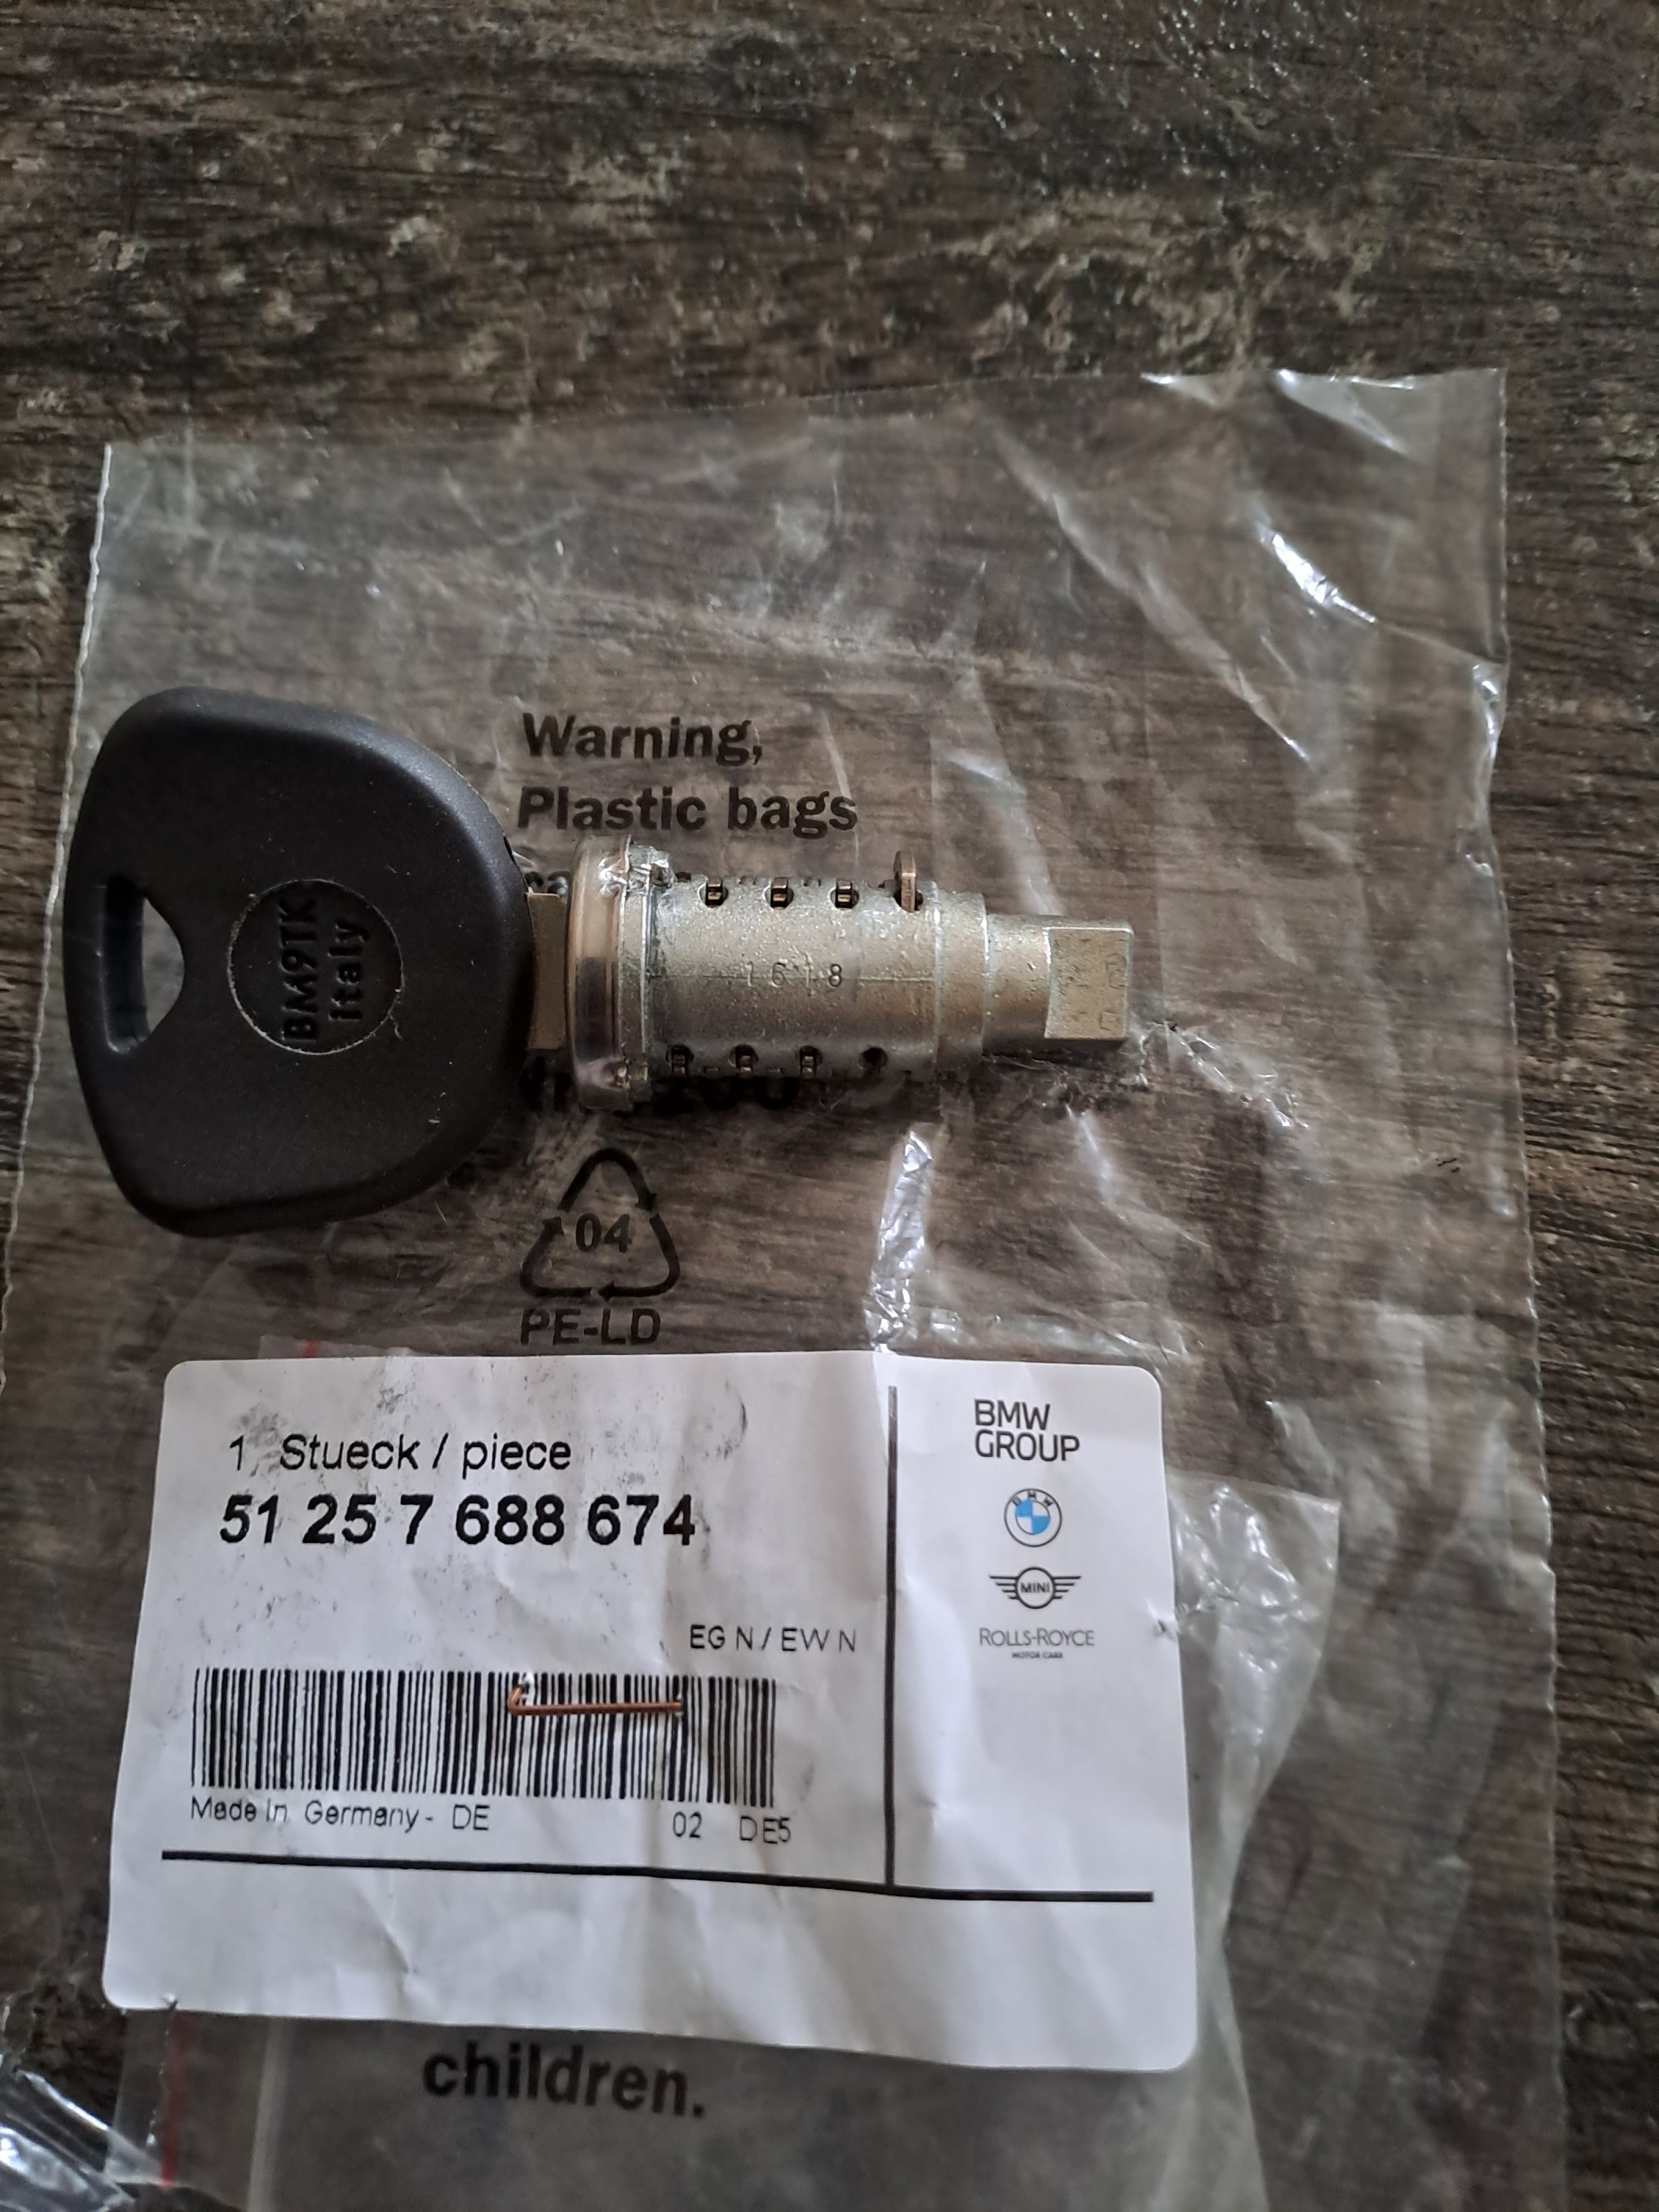 Warning,
Plastic bags
BM9TK
italy
1618
04
PE-LD
1 Stueck / piece
51 25 7 688 674
EG N / EW N
Made in Germany - DE
02 DE5
BMW
GROUP
BMW
MINI
ROLLS-ROYCE
MOTOR CARS
children.